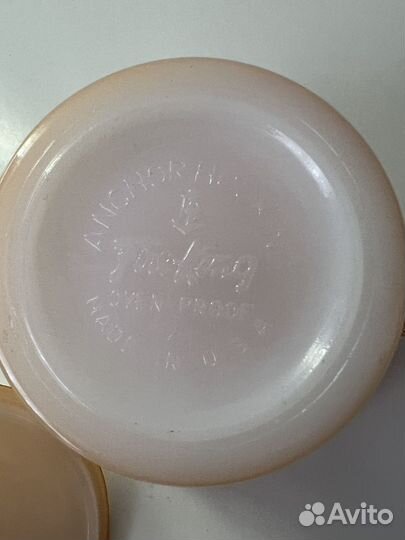 ANCHOR HOCKING
Fire King
OVEN PROOF
MADE IN U S A
Avito